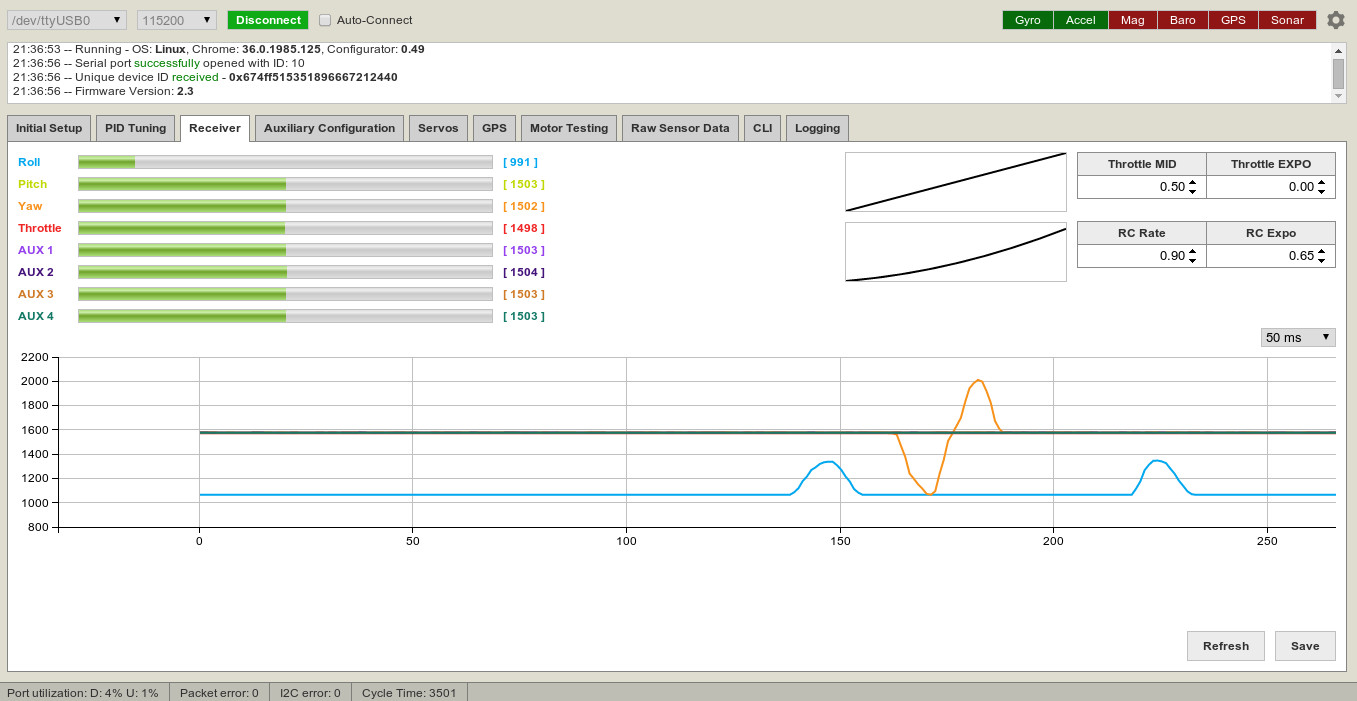 /dev/ttyUSB0 115200 Disconnect Auto-Connect Gyro Accel Mag Baro GPS Sonar
21:36:53 -- Running - OS: Linux, Chrome: 36.0.1985.125, Configurator: 0.49
21:36:56 -- Serial port successfully opened with ID: 10
21:36:56 -- Unique device ID received - 0x674ff515351896667212440
21:36:56 -- Firmware Version: 2.3
Initial Setup PID Tuning Receiver Auxiliary Configuration Servos GPS Motor Testing Raw Sensor Data CLI Logging
Roll [ 991 ]
Pitch [ 1503 ]
Yaw [ 1502 ]
Throttle [ 1498 ]
AUX 1 [ 1503 ]
AUX 2 [ 1504 ]
AUX 3 [ 1503 ]
AUX 4 [ 1503 ]
Throttle MID Throttle EXPO
0.50 0.00
RC Rate RC Expo
0.90 0.65
50 ms
2200
2000
1800
1600
1400
1200
1000
800
0 50 100 150 200 250
Refresh Save
Port utilization: D: 4% U: 1% Packet error: 0 I2C error: 0 Cycle Time: 3501